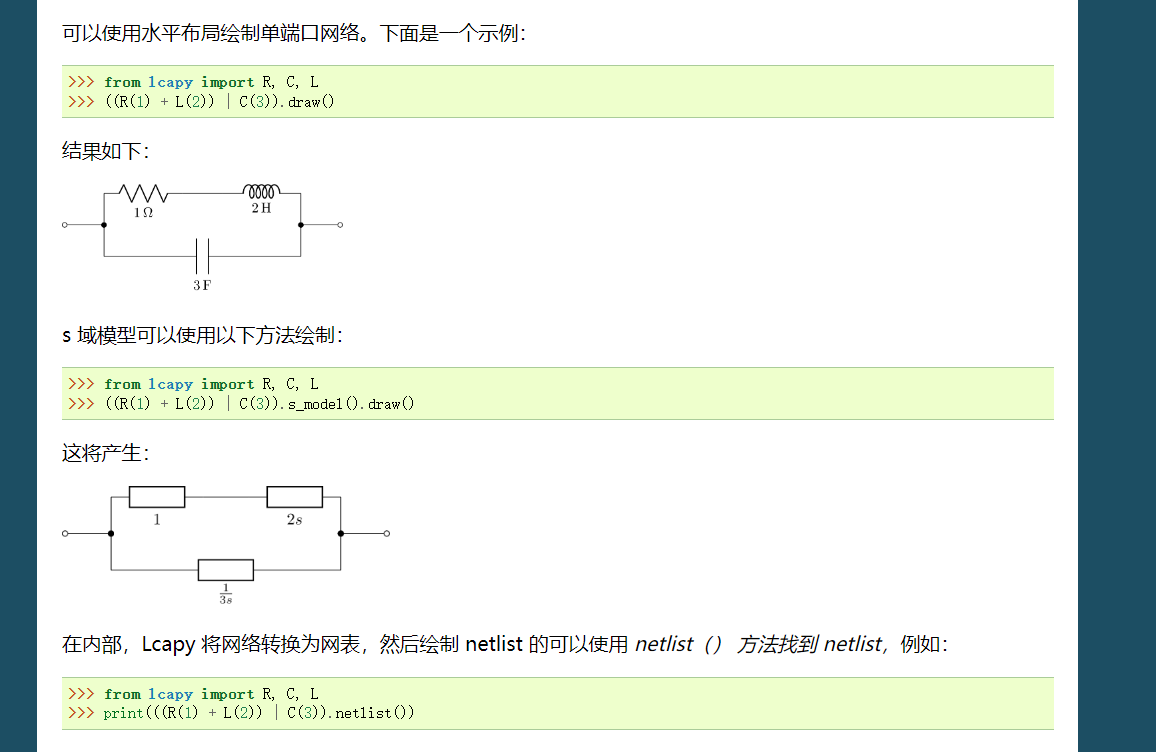 可以使用水平布局绘制单端口网络。下面是一个示例：
>>> from lcapy import R, C, L
>>> ((R(1) + L(2)) | C(3)).draw()
结果如下：
1 Ω
2 H
3 F
s 域模型可以使用以下方法绘制：
>>> from lcapy import R, C, L
>>> ((R(1) + L(2)) | C(3)).s_model().draw()
这将产生：
1
2s
1
3s
在内部，Lcapy 将网络转换为网表，然后绘制 netlist 的可以使用 netlist（） 方法找到 netlist，例如：
>>> from lcapy import R, C, L
>>> print(((R(1) + L(2)) | C(3)).netlist())